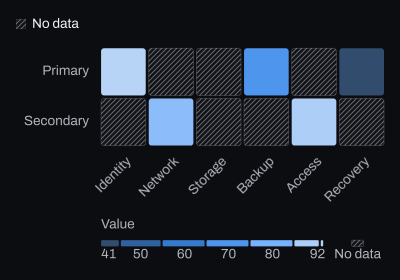 No data
Primary
Secondary
Identity
Network
Storage
Backup
Access
Recovery
Value
41 50 60 70 80 92 No data